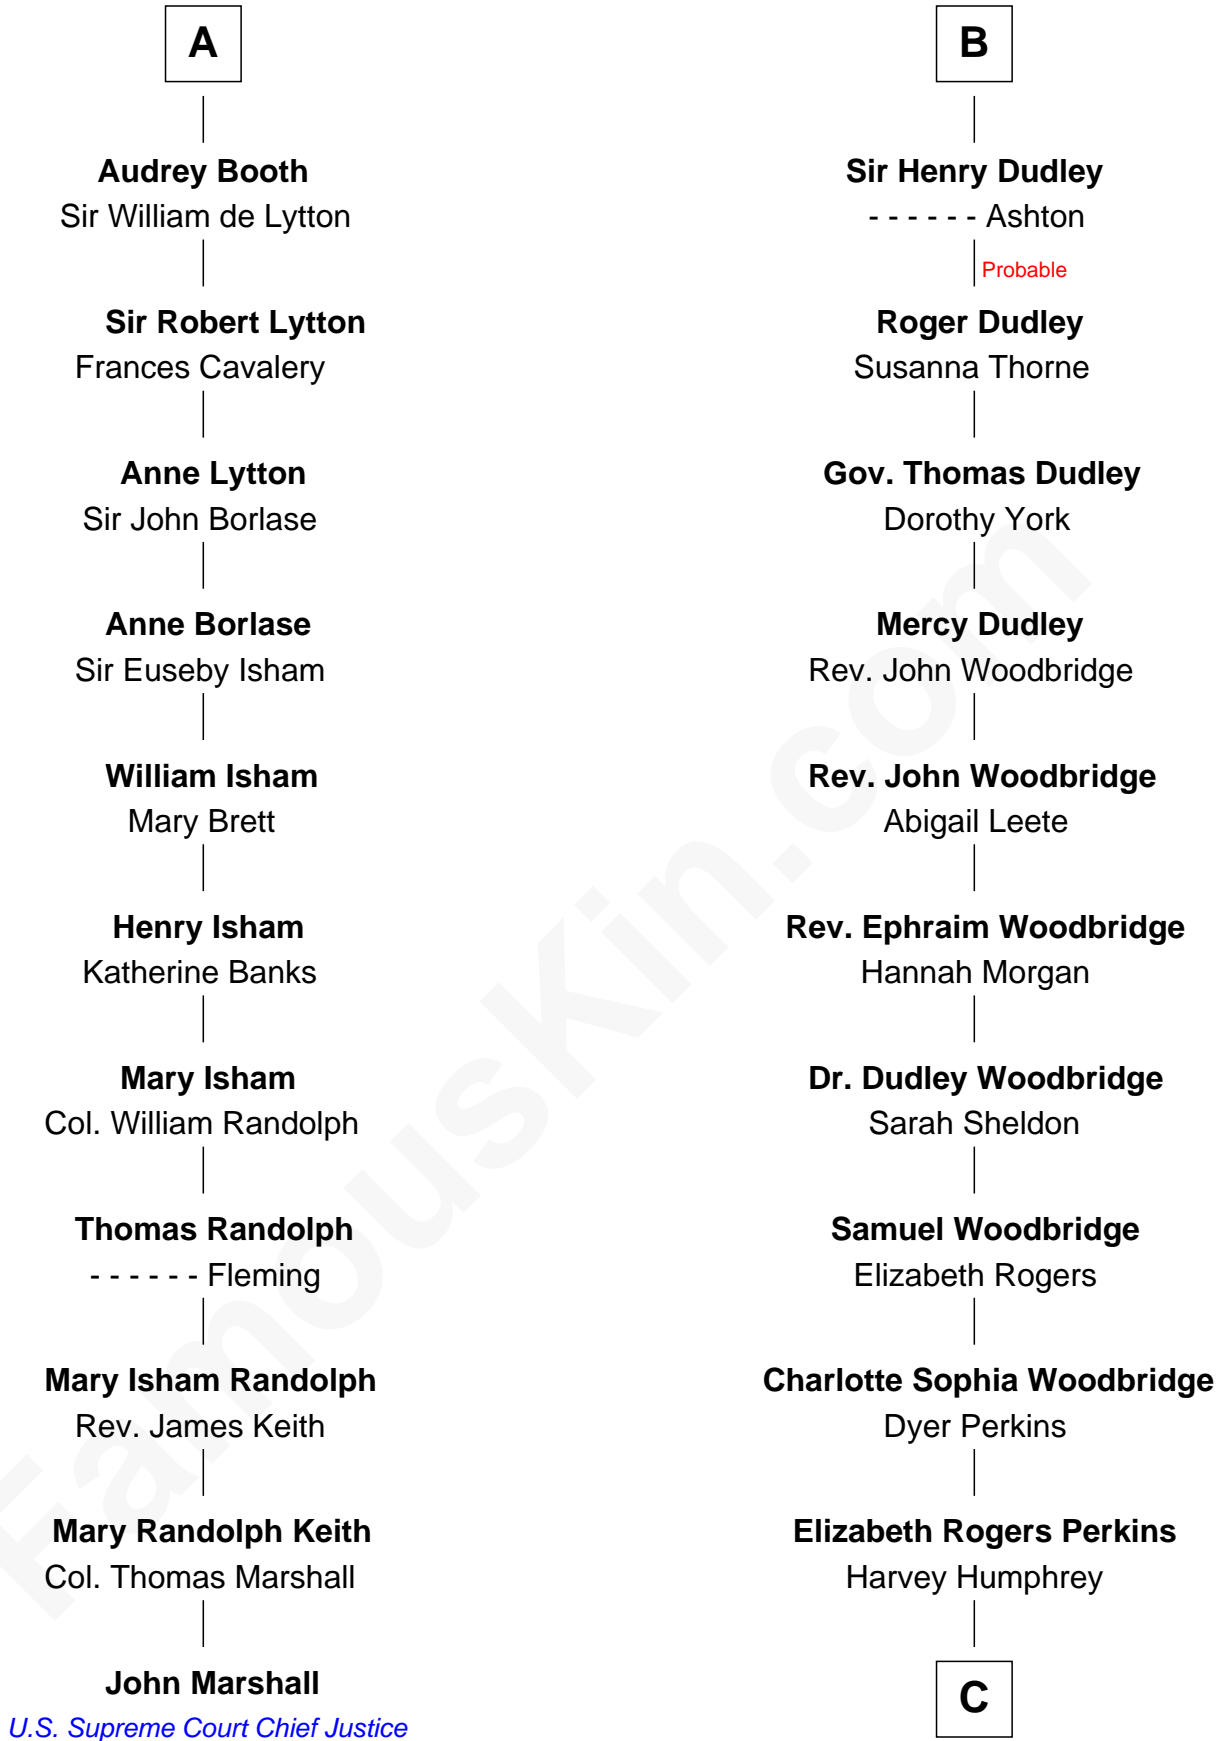 A
Audrey Booth
Sir William de Lytton
Sir Robert Lytton
Frances Cavalery
Anne Lytton
Sir John Borlase
Anne Borlase
Sir Euseby Isham
William Isham
Mary Brett
Henry Isham
Katherine Banks
Mary Isham
Col. William Randolph
Thomas Randolph
- - - - - - Fleming
Mary Isham Randolph
Rev. James Keith
Mary Randolph Keith
Col. Thomas Marshall
John Marshall
U.S. Supreme Court Chief Justice
B
Sir Henry Dudley
- - - - - - Ashton
Probable
Roger Dudley
Susanna Thorne
Gov. Thomas Dudley
Dorothy York
Mercy Dudley
Rev. John Woodbridge
Rev. John Woodbridge
Abigail Leete
Rev. Ephraim Woodbridge
Hannah Morgan
Dr. Dudley Woodbridge
Sarah Sheldon
Samuel Woodbridge
Elizabeth Rogers
Charlotte Sophia Woodbridge
Dyer Perkins
Elizabeth Rogers Perkins
Harvey Humphrey
C
FamousKin.com